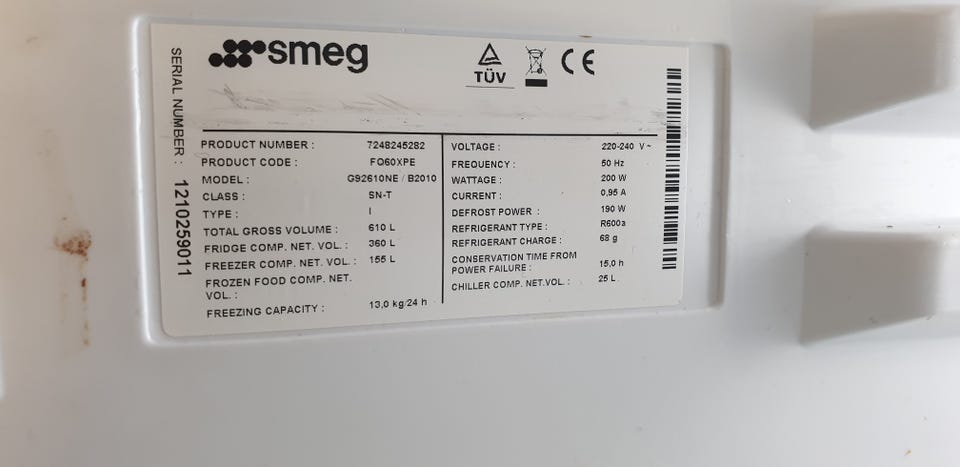 smeg
TÜV
CE
SERIAL NUMBER : 1210259011
PRODUCT NUMBER : 7248245282
PRODUCT CODE : FO60XPE
MODEL : G92610NE / B2010
CLASS : SN-T
TYPE : I
TOTAL GROSS VOLUME : 610 L
FRIDGE COMP. NET. VOL. : 360 L
FREEZER COMP. NET. VOL. : 155 L
FROZEN FOOD COMP. NET.
VOL. :
FREEZING CAPACITY : 13,0 kg/24 h
VOLTAGE : 220-240 V~
FREQUENCY : 50 Hz
WATTAGE : 200 W
CURRENT : 0,95 A
DEFROST POWER : 190 W
REFRIGERANT TYPE : R600a
REFRIGERANT CHARGE : 68 g
CONSERVATION TIME FROM
POWER FAILURE : 15,0 h
CHILLER COMP. NET.VOL. : 25 L